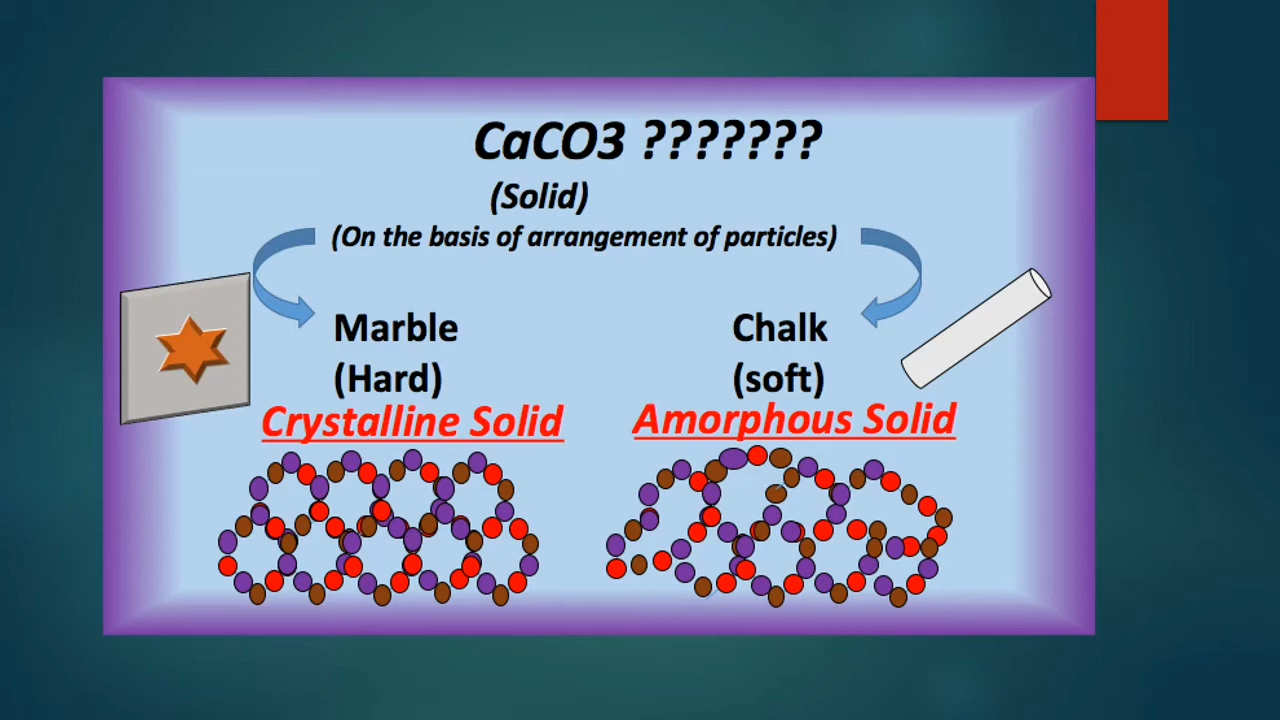 CaCO3 ???????
(Solid)
(On the basis of arrangement of particles)
Marble
(Hard)
Crystalline Solid
Chalk
(soft)
Amorphous Solid